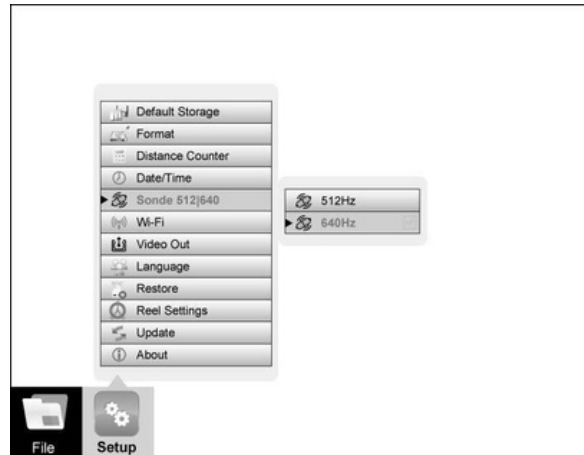 Default Storage
Format
Distance Counter
Date/Time
Sonde 512|640
Wi-Fi
Video Out
Language
Restore
Reel Settings
Update
About
512Hz
640Hz
File
Setup